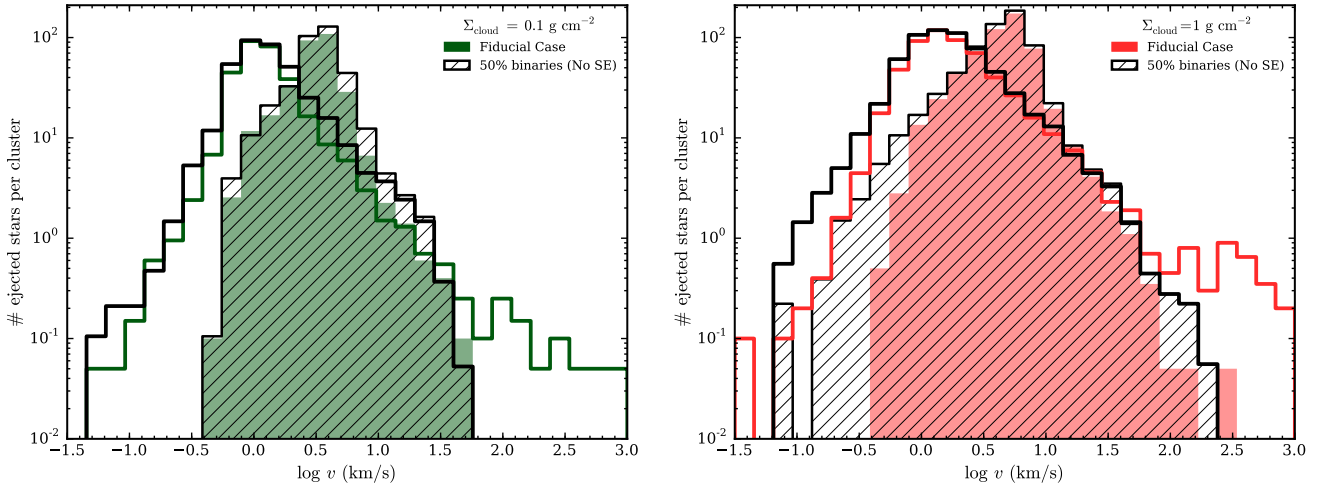 Σcloud = 0.1 g cm⁻²
Fiducial Case
50% binaries (No SE)
# ejected stars per cluster
10²
10¹
10⁰
10⁻¹
10⁻²
−1.5 −1.0 −0.5 0.0 0.5 1.0 1.5 2.0 2.5 3.0
log v (km/s)
Σcloud =1 g cm⁻²
Fiducial Case
50% binaries (No SE)
# ejected stars per cluster
10²
10¹
10⁰
10⁻¹
10⁻²
−1.5 −1.0 −0.5 0.0 0.5 1.0 1.5 2.0 2.5 3.0
log v (km/s)